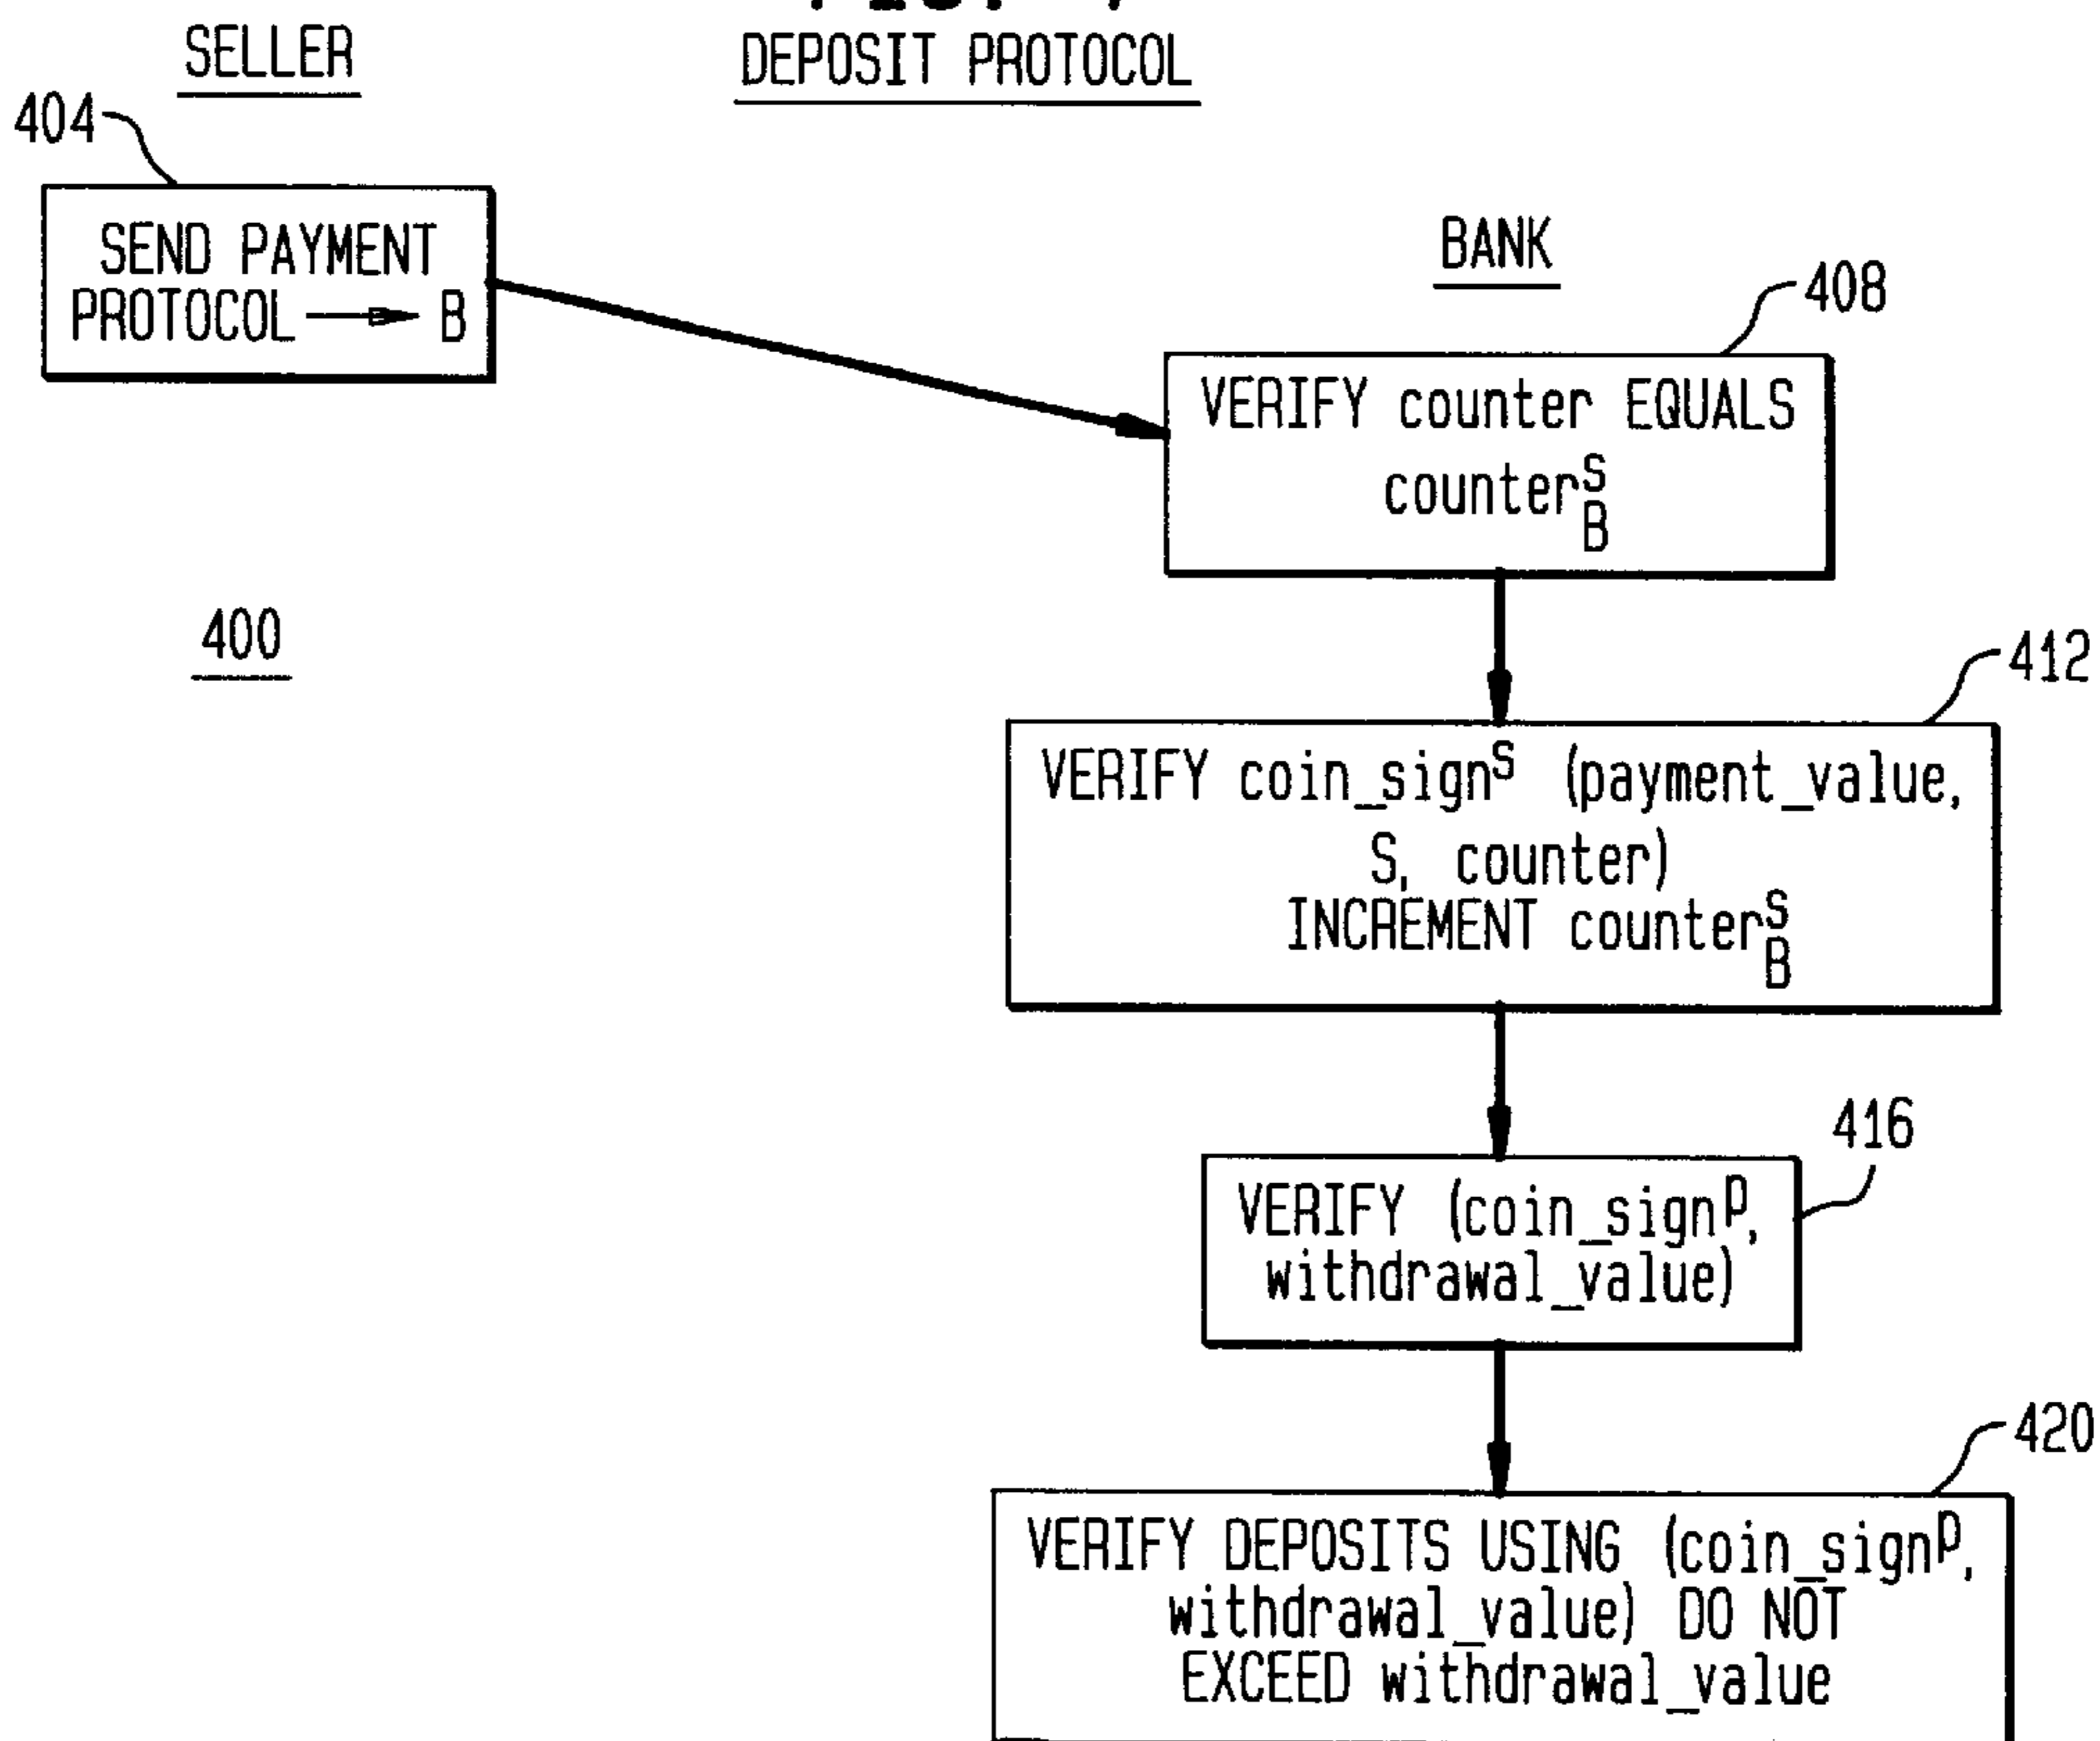 DEPOSIT PROTOCOL
SELLER
404
SEND PAYMENT
PROTOCOL → B
BANK
408
VERIFY counter EQUALS
counter^S_B
400
412
VERIFY coin_sign^S (payment_value,
S, counter)
INCREMENT counter^S_B
416
VERIFY (coin_sign^P,
withdrawal_value)
420
VERIFY DEPOSITS USING (coin_sign^P,
withdrawal_value) DO NOT
EXCEED withdrawal_value